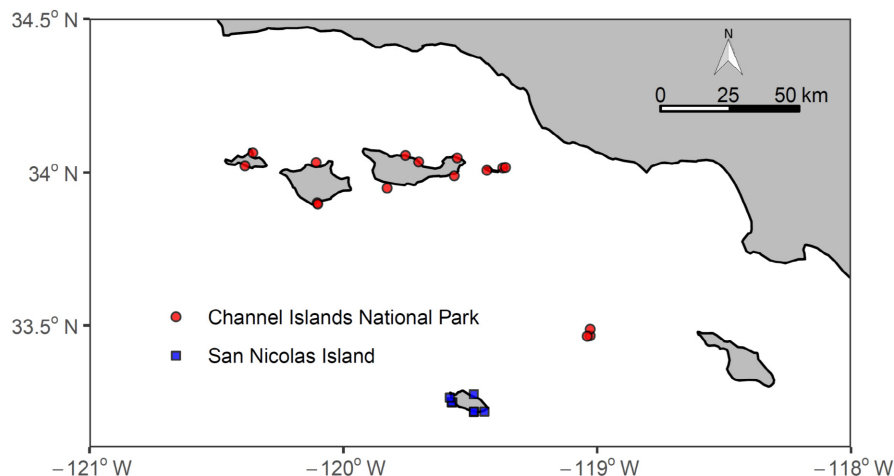 34.5° N
N
0 25 50 km
34° N
33.5° N
Channel Islands National Park
San Nicolas Island
−121° W −120° W −119° W −118° W